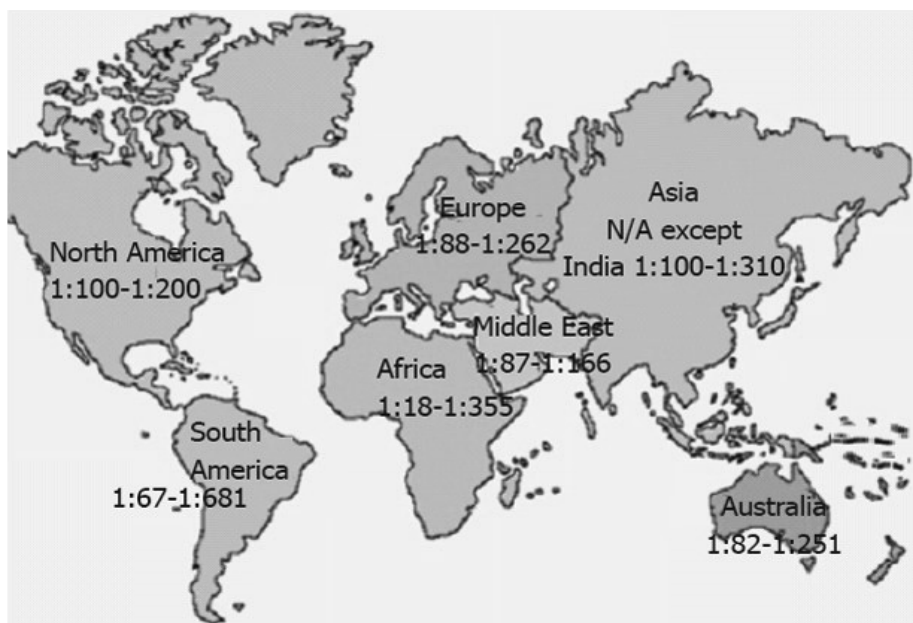 North America
1:100-1:200
Europe
1:88-1:262
Asia
N/A except
India 1:100-1:310
Middle East
1:87-1:166
Africa
1:18-1:355
South
America
1:67-1:681
Australia
1:82-1:251